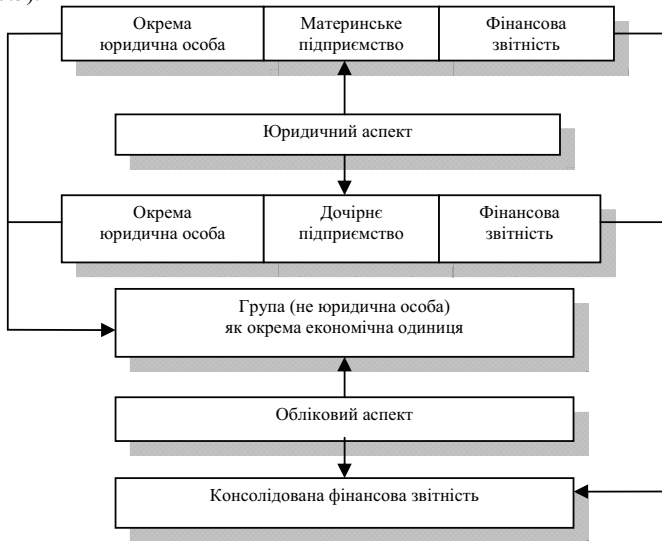 Окрема
юридична особа
Материнське
підприємство
Фінансова
звітність
Юридичний аспект
Окрема
юридична особа
Дочірнє
підприємство
Фінансова
звітність
Група (не юридична особа)
як окрема економічна одиниця
Обліковий аспект
Консолідована фінансова звітність